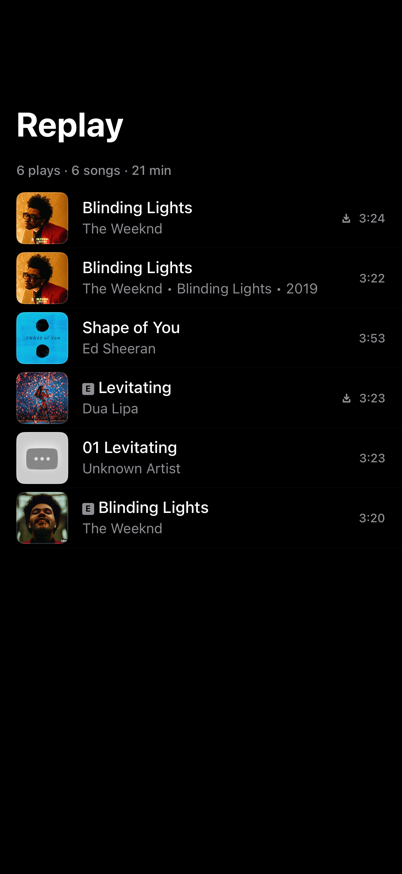 Replay
6 plays · 6 songs · 21 min
Blinding Lights
The Weeknd
3:24
Blinding Lights
The Weeknd • Blinding Lights • 2019
3:22
Shape of You
Ed Sheeran
3:53
E Levitating
Dua Lipa
3:23
01 Levitating
Unknown Artist
3:23
E Blinding Lights
The Weeknd
3:20